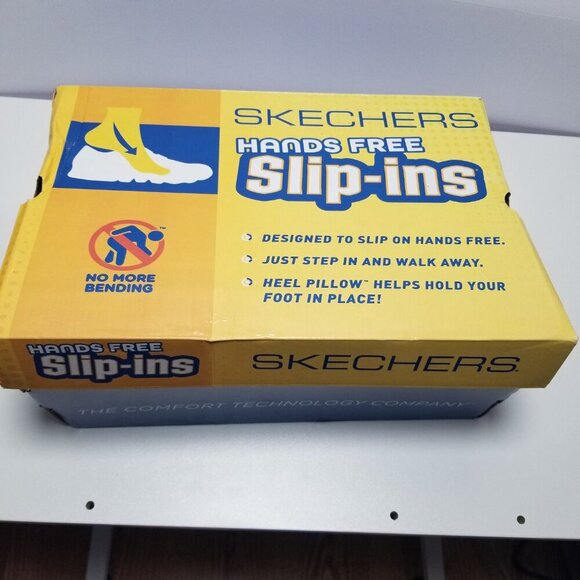 SKECHERS
HANDS FREE
Slip-ins
DESIGNED TO SLIP ON HANDS FREE.
JUST STEP IN AND WALK AWAY.
HEEL PILLOW™ HELPS HOLD YOUR
FOOT IN PLACE!
™
NO MORE
BENDING
HANDS FREE
Slip-ins
SKECHERS.
THE COMFORT TECHNOLOGY COMPANY